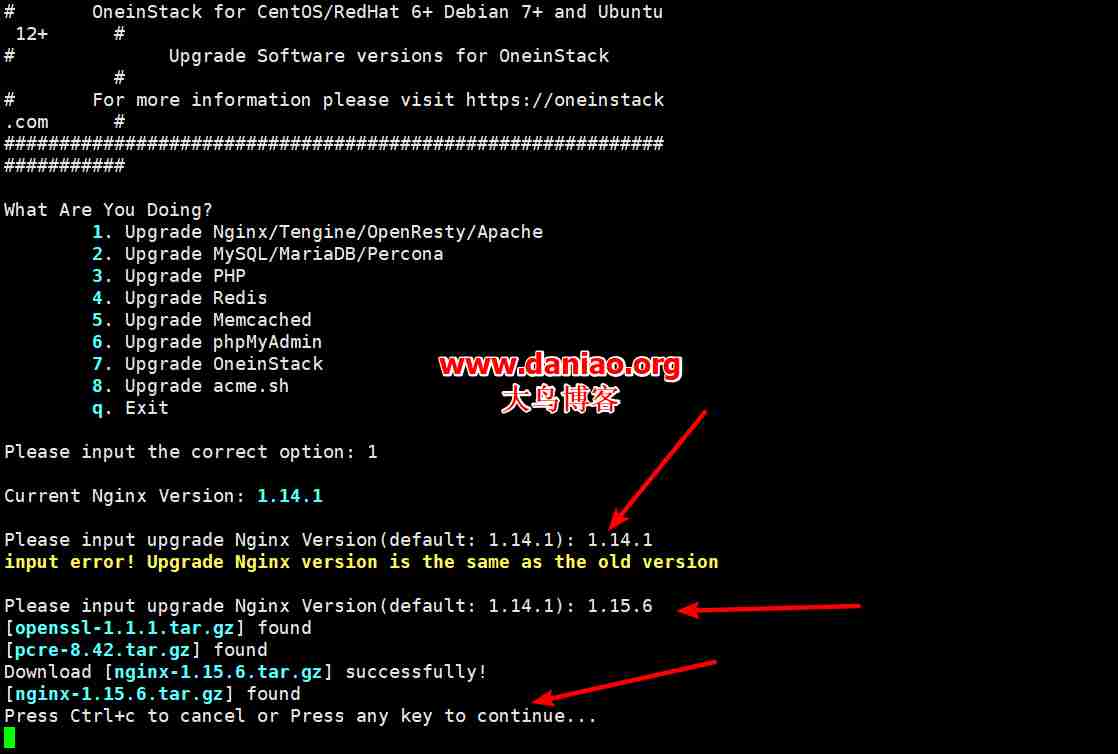 #       OneinStack for CentOS/RedHat 6+ Debian 7+ and Ubuntu
 12+      #
#              Upgrade Software versions for OneinStack
          #
#       For more information please visit https://oneinstack
.com      #
############################################################
###########
What Are You Doing?
1. Upgrade Nginx/Tengine/OpenResty/Apache
2. Upgrade MySQL/MariaDB/Percona
3. Upgrade PHP
4. Upgrade Redis
5. Upgrade Memcached
6. Upgrade phpMyAdmin
7. Upgrade OneinStack
8. Upgrade acme.sh
q. Exit
www.daniao.org
大鸟博客
Please input the correct option: 1
Current Nginx Version: 1.14.1
Please input upgrade Nginx Version(default: 1.14.1): 1.14.1
input error! Upgrade Nginx version is the same as the old version
Please input upgrade Nginx Version(default: 1.14.1): 1.15.6
[openssl-1.1.1.tar.gz] found
[pcre-8.42.tar.gz] found
Download [nginx-1.15.6.tar.gz] successfully!
[nginx-1.15.6.tar.gz] found
Press Ctrl+c to cancel or Press any key to continue...